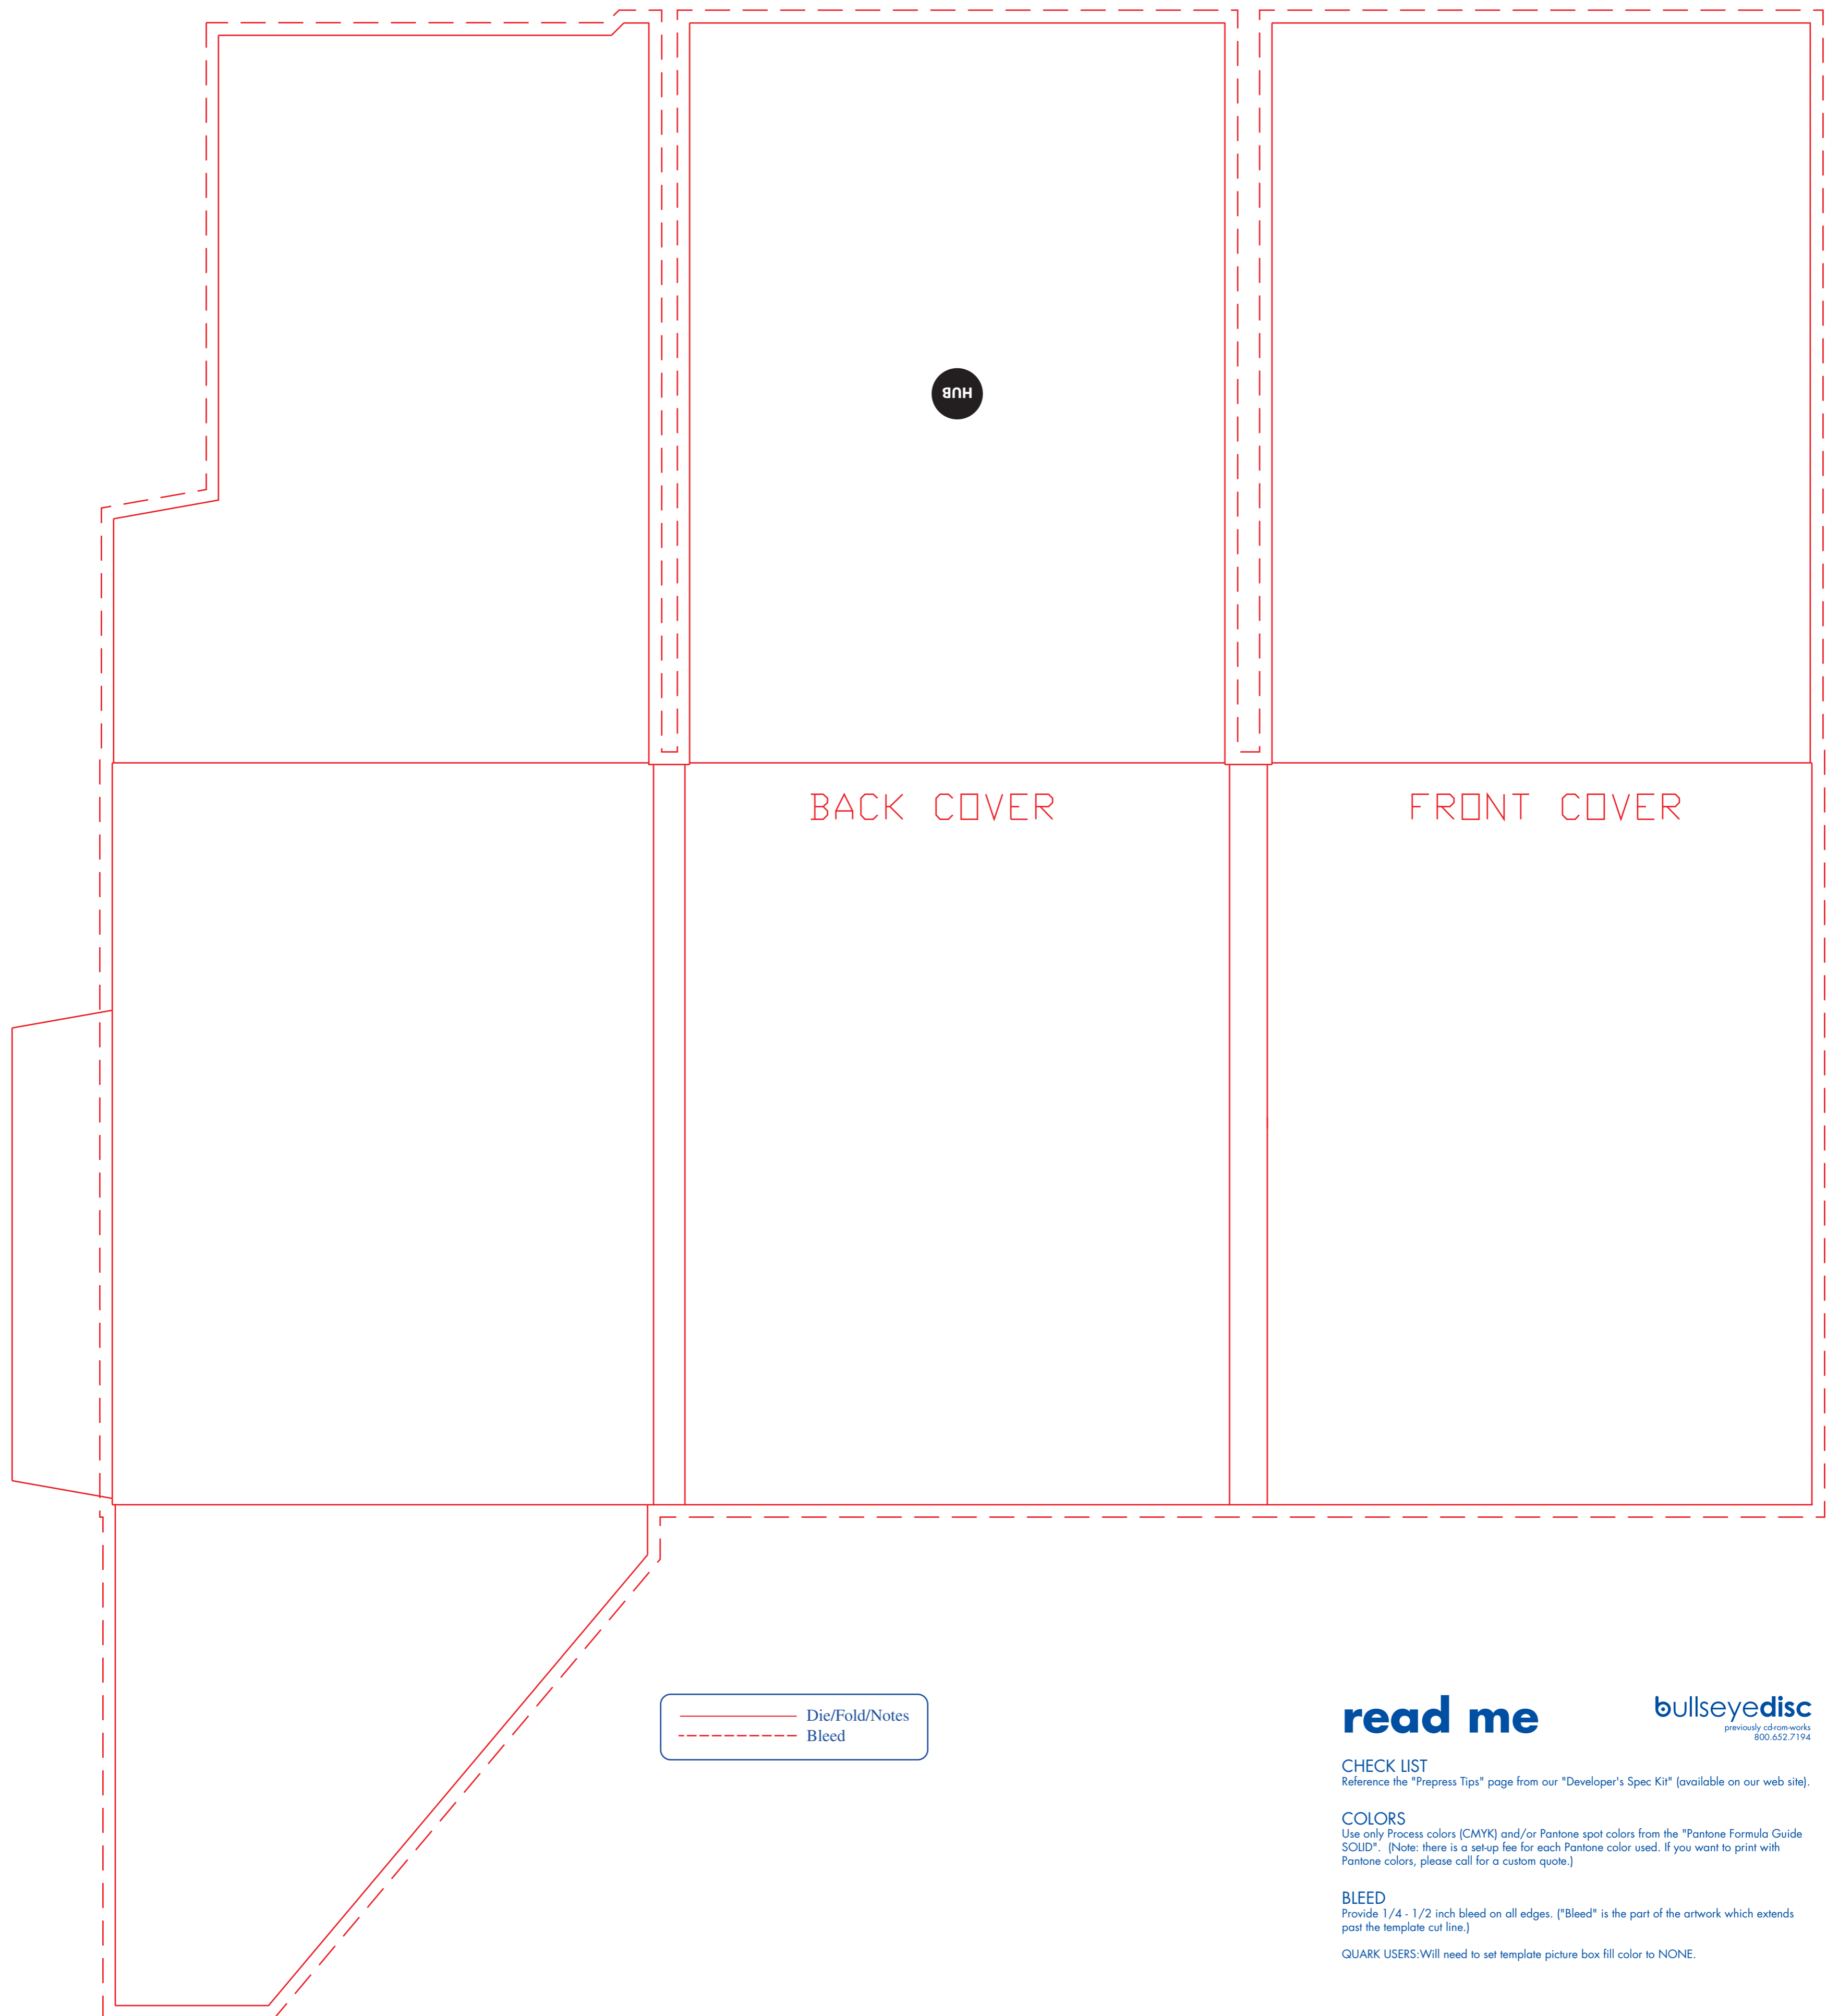 HUB
BACK COVER
FRONT COVER
Die/Fold/Notes
Bleed
read me
bullseyedisc
previously cd-rom-works
800.652.7194
CHECK LIST
Reference the "Prepress Tips" page from our "Developer's Spec Kit" (available on our web site).
COLORS
Use only Process colors (CMYK) and/or Pantone spot colors from the "Pantone Formula Guide
SOLID".  (Note: there is a set-up fee for each Pantone color used. If you want to print with
Pantone colors, please call for a custom quote.)
BLEED
Provide 1/4 - 1/2 inch bleed on all edges. ("Bleed" is the part of the artwork which extends
past the template cut line.)
QUARK USERS:Will need to set template picture box fill color to NONE.